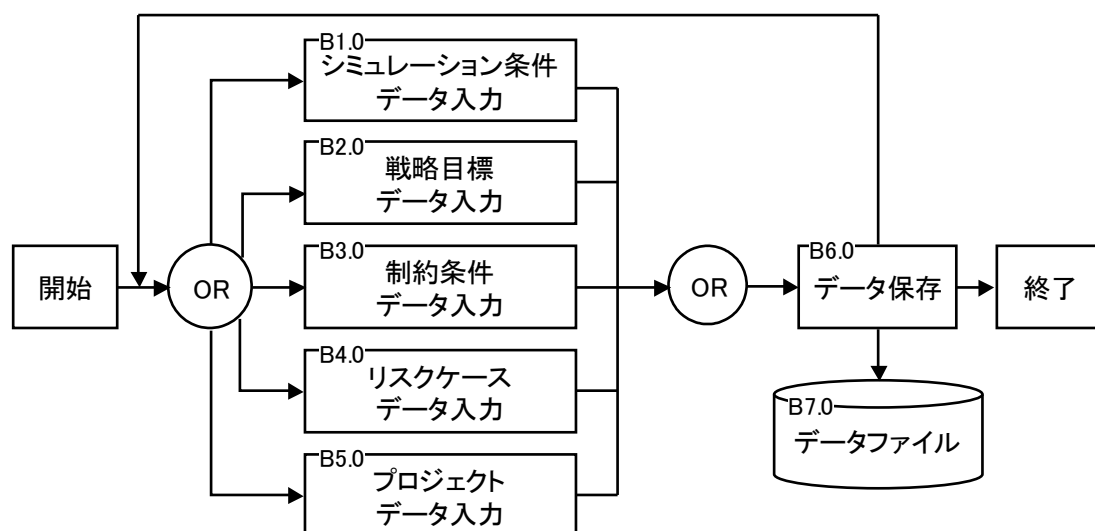 B1.0
シミュレーション条件
データ入力
B2.0
戦略目標
データ入力
開始
OR
B3.0
制約条件
データ入力
OR
B6.0
データ保存
終了
B4.0
リスクケース
データ入力
B7.0
データファイル
B5.0
プロジェクト
データ入力